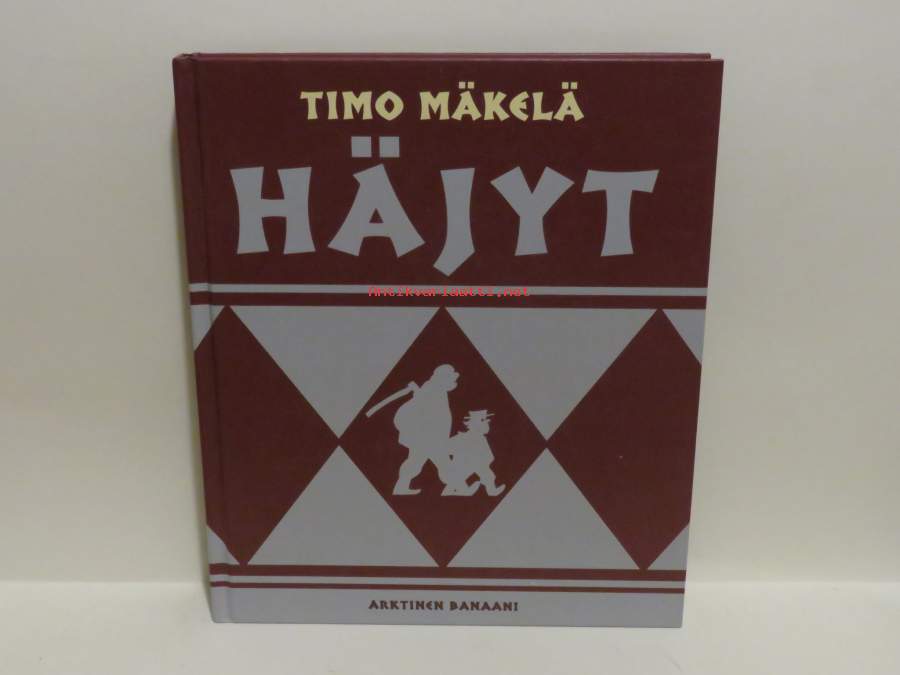 TIMO MÄKELÄ
HÄJYT
Antikvariaatti.net
ARKTINEN BANAANI